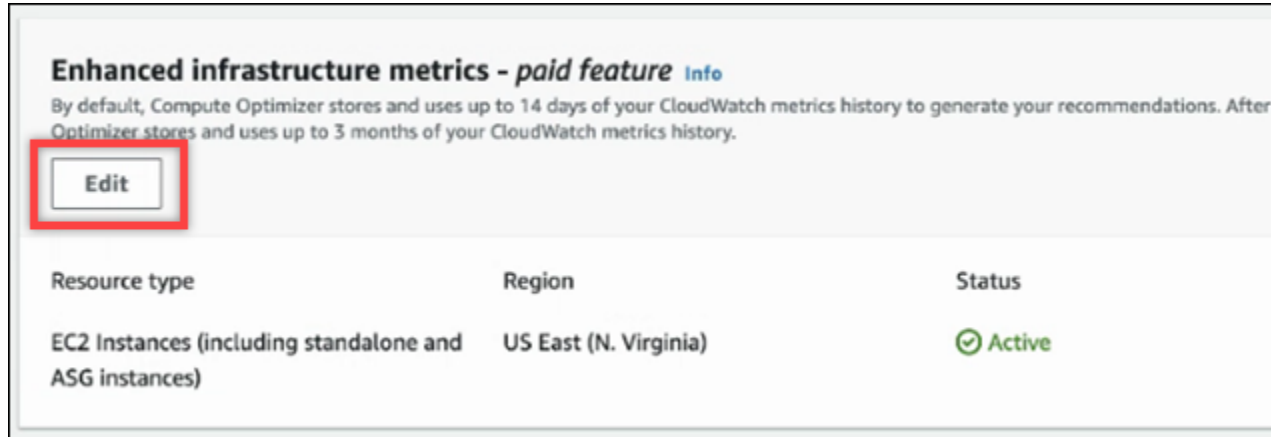 Enhanced infrastructure metrics - paid feature Info
By default, Compute Optimizer stores and uses up to 14 days of your CloudWatch metrics history to generate your recommendations. After
Optimizer stores and uses up to 3 months of your CloudWatch metrics history.
Edit
Resource type Region Status
EC2 Instances (including standalone and US East (N. Virginia) Active
ASG instances)